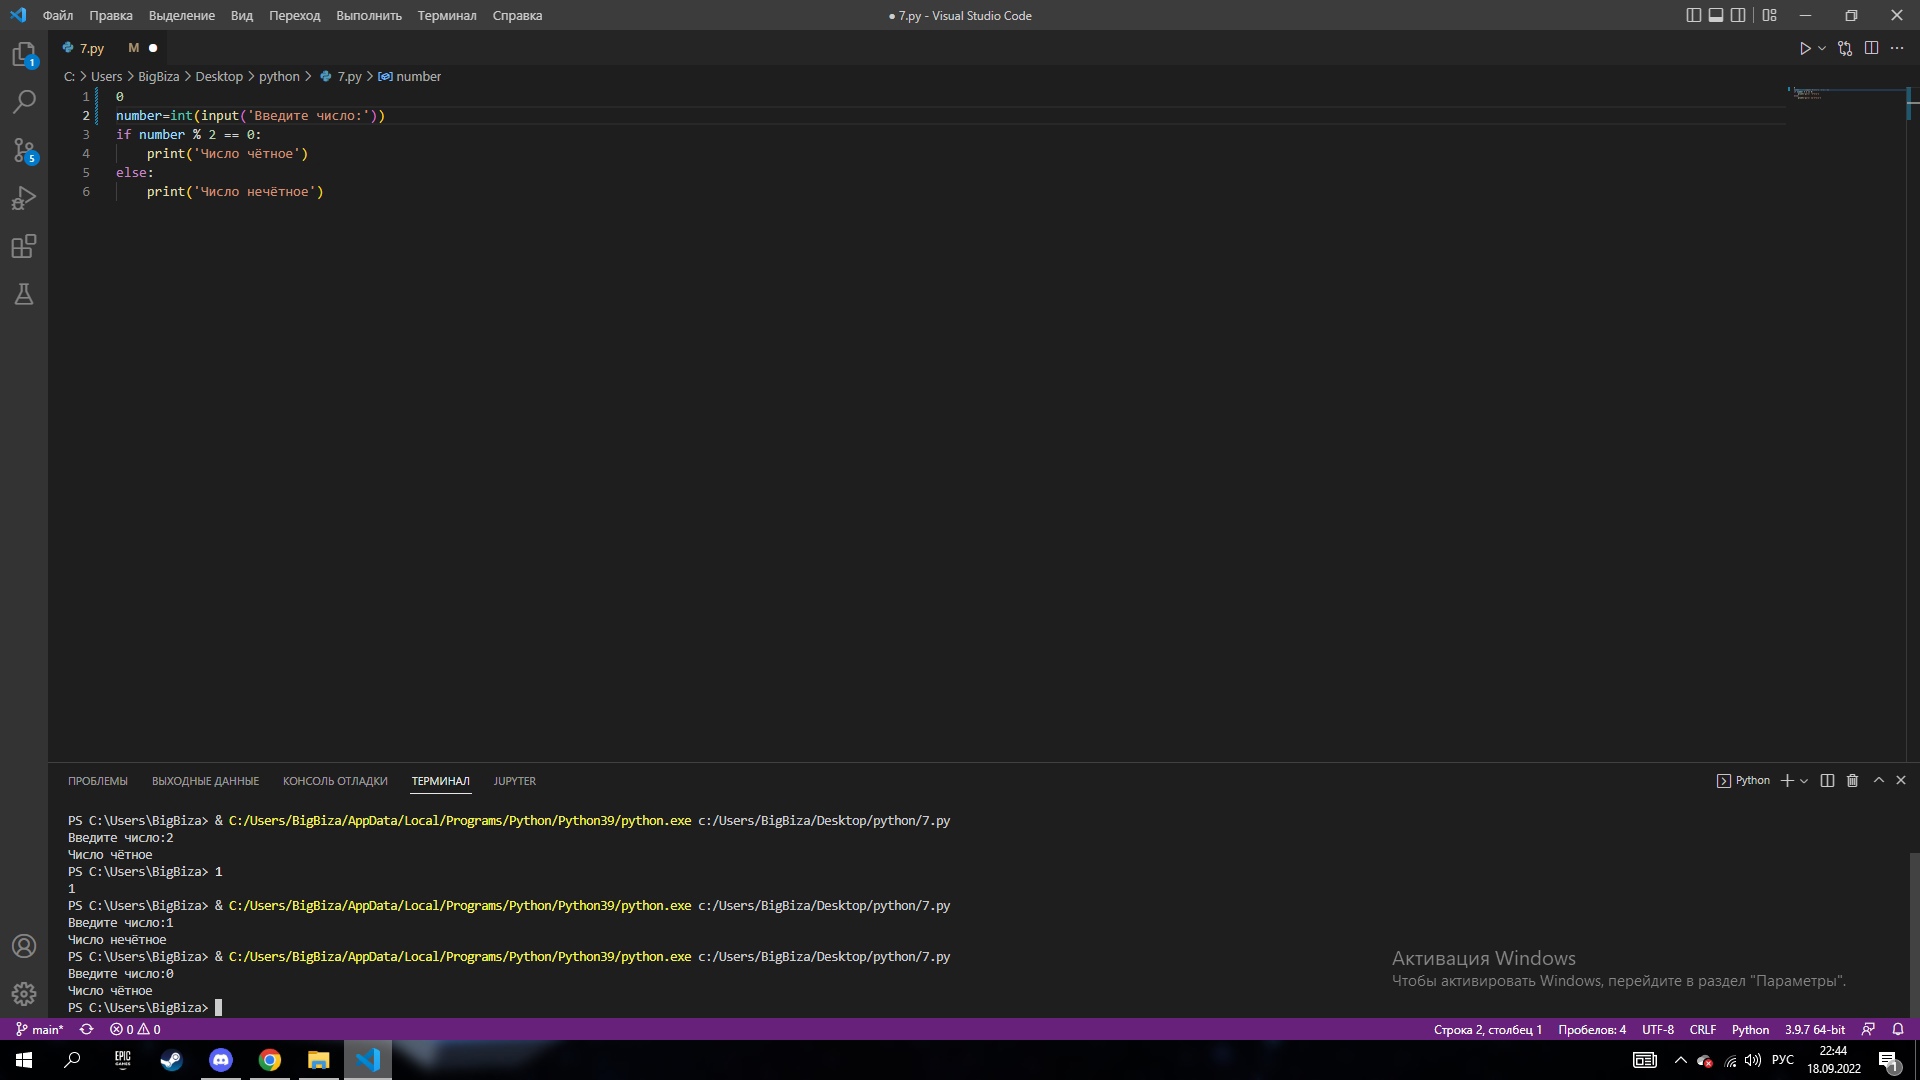 Файл Правка Выделение Вид Переход Выполнить Терминал Справка
● 7.py - Visual Studio Code
7.py M
C: > Users > BigBiza > Desktop > python > 7.py > number
1 0
2 number=int(input('Введите число:'))
3 if number % 2 == 0:
4 print('Число чётное')
5 else:
6 print('Число нечётное')
1
5
ПРОБЛЕМЫ ВЫХОДНЫЕ ДАННЫЕ КОНСОЛЬ ОТЛАДКИ ТЕРМИНАЛ JUPYTER
Python
PS C:\Users\BigBiza> & C:/Users/BigBiza/AppData/Local/Programs/Python/Python39/python.exe c:/Users/BigBiza/Desktop/python/7.py
Введите число:2
Число чётное
PS C:\Users\BigBiza> 1
1
PS C:\Users\BigBiza> & C:/Users/BigBiza/AppData/Local/Programs/Python/Python39/python.exe c:/Users/BigBiza/Desktop/python/7.py
Введите число:1
Число нечётное
PS C:\Users\BigBiza> & C:/Users/BigBiza/AppData/Local/Programs/Python/Python39/python.exe c:/Users/BigBiza/Desktop/python/7.py
Введите число:0
Число чётное
PS C:\Users\BigBiza>
Активация Windows
Чтобы активировать Windows, перейдите в раздел "Параметры".
main* 0 0
Строка 2, столбец 1 Пробелов: 4 UTF-8 CRLF Python 3.9.7 64-bit
EPIC GAMES
РУС
22:44
18.09.2022
1